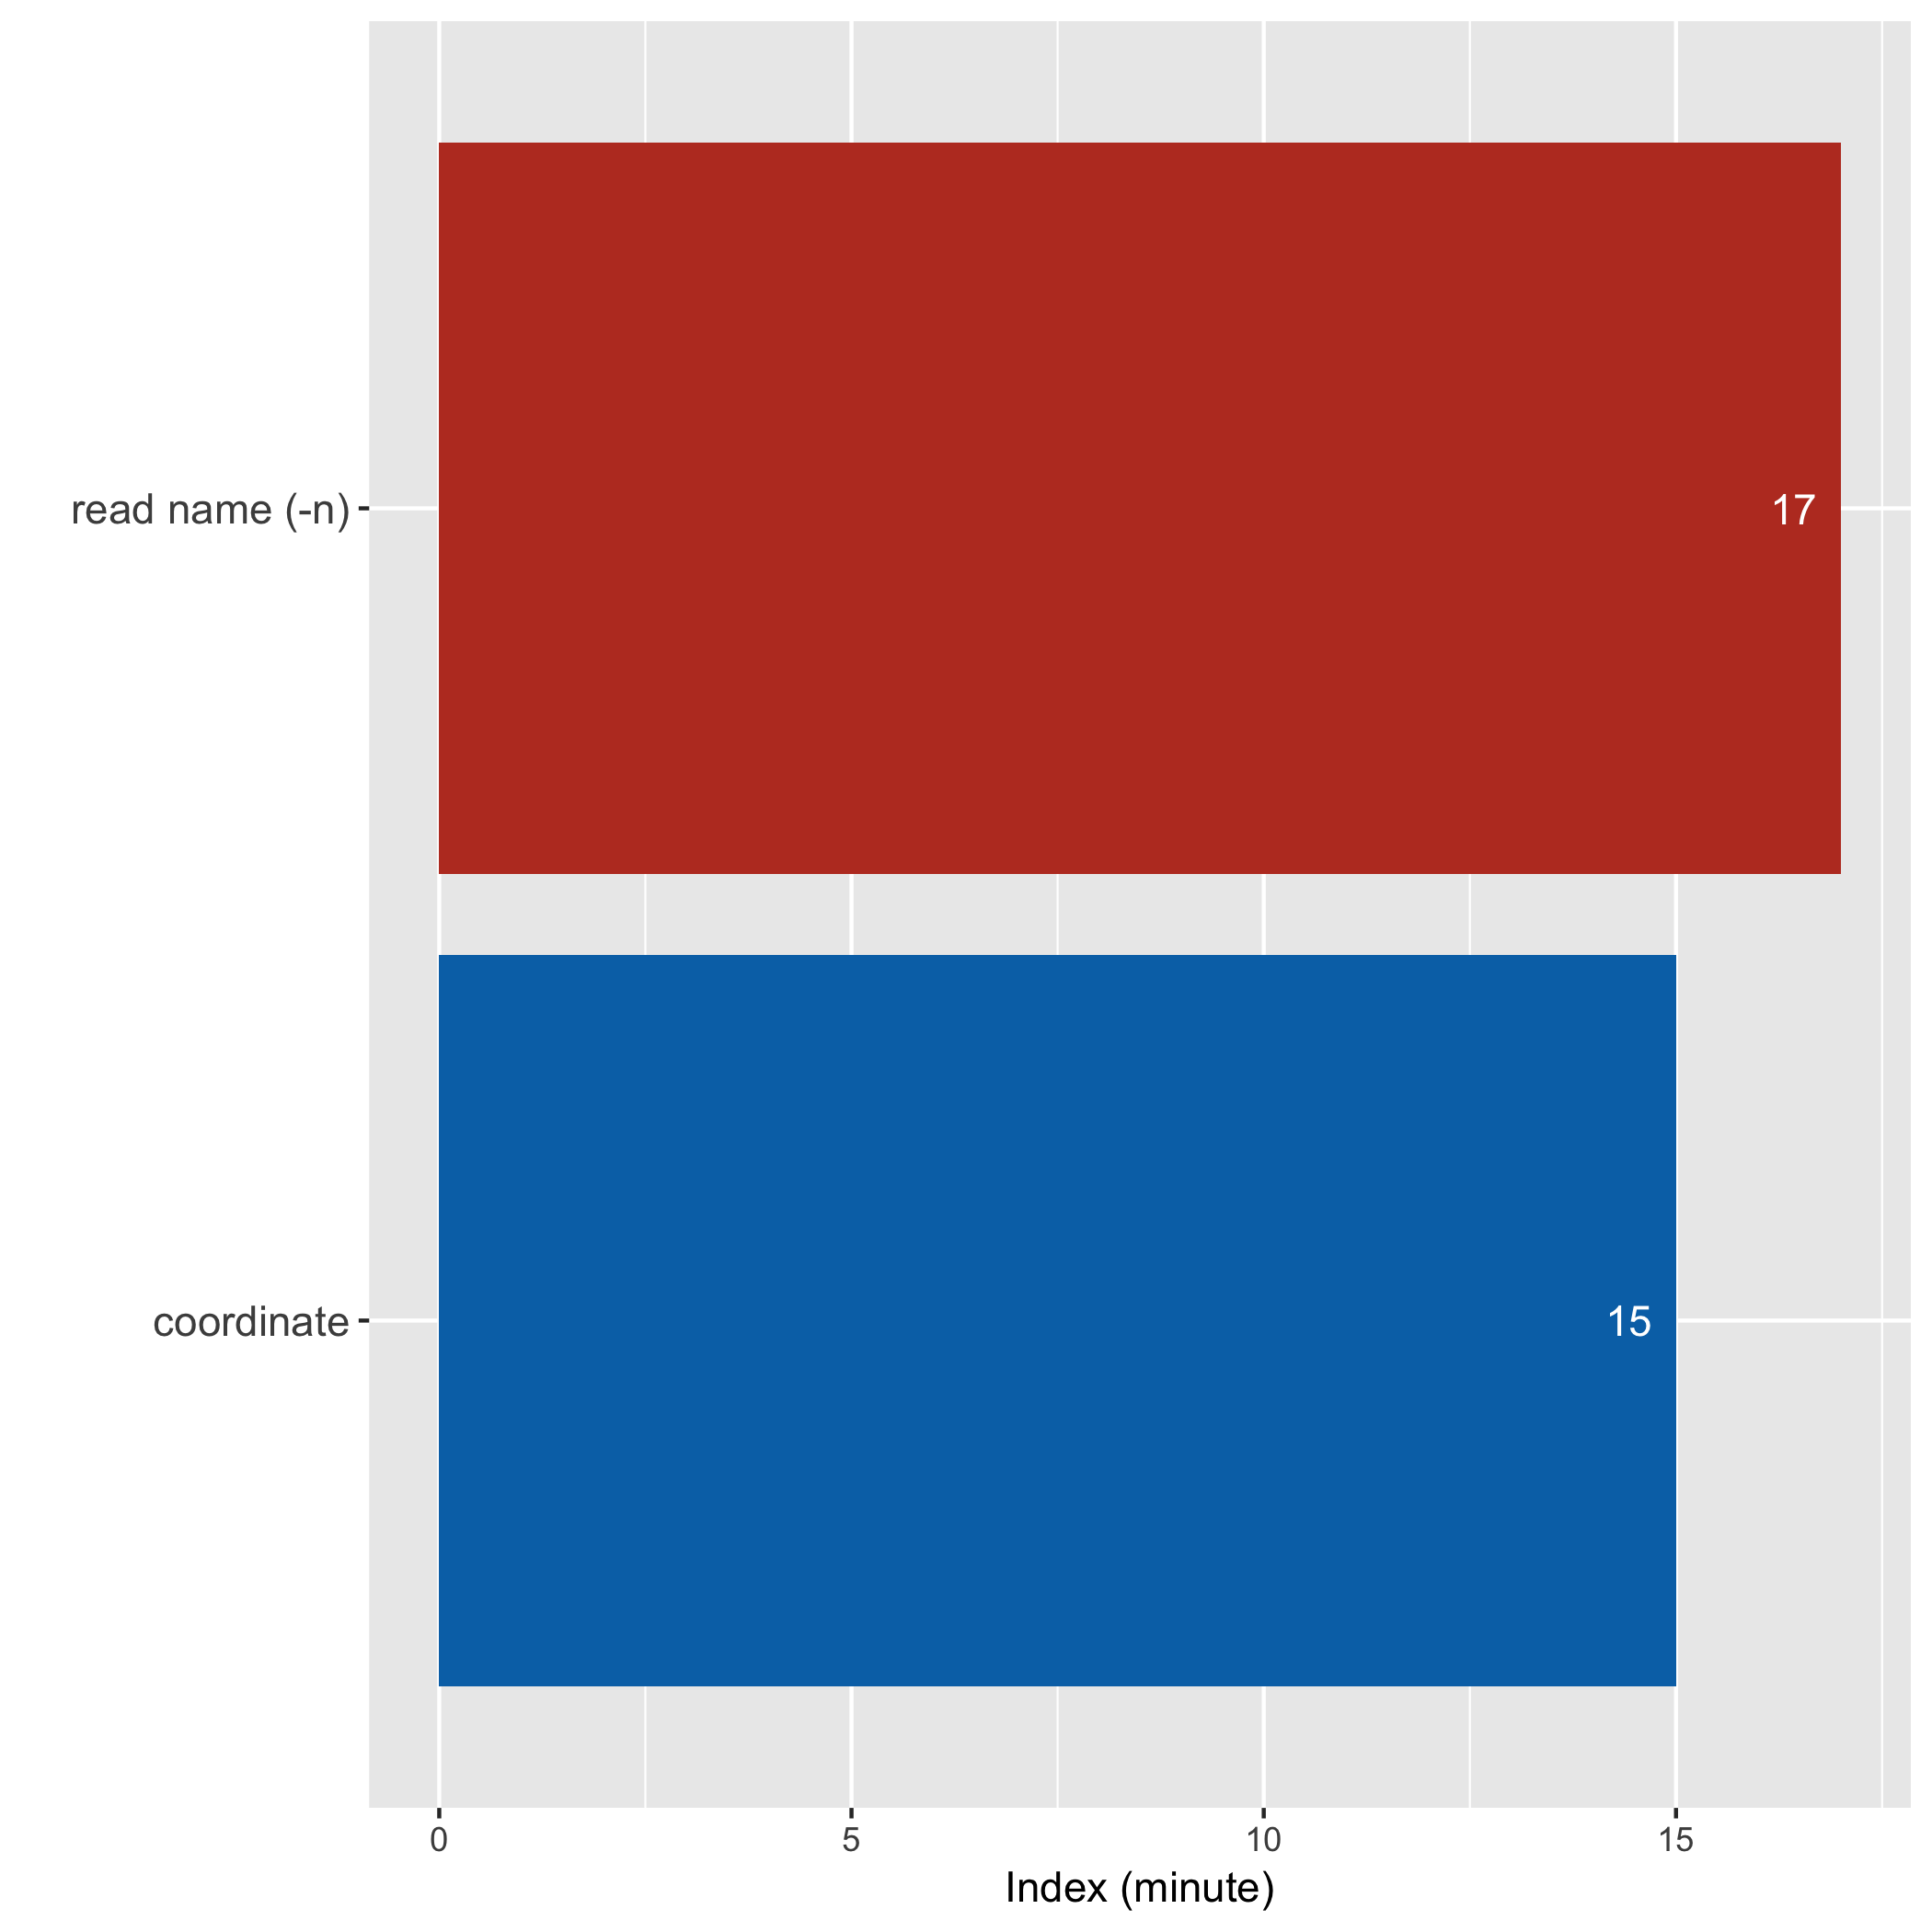 read name (-n)
17
coordinate
15
0 5 10 15
Index (minute)